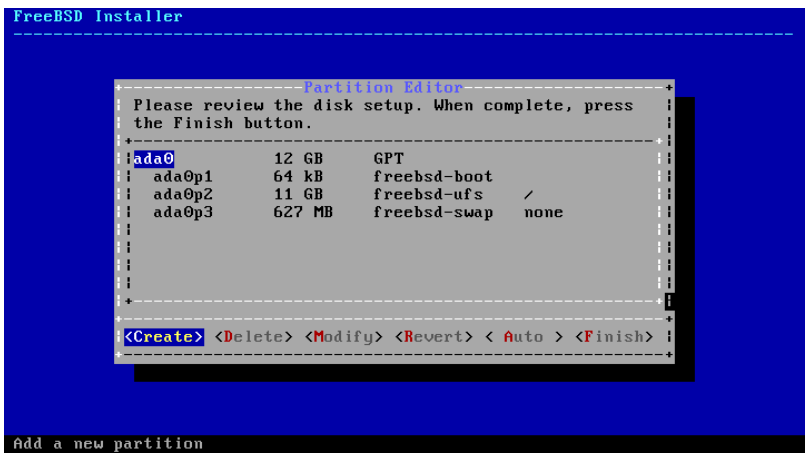 FreeBSD Installer
Partition Editor
Please review the disk setup. When complete, press
the Finish button.
ada0 12 GB GPT
ada0p1 64 kB freebsd-boot
ada0p2 11 GB freebsd-ufs /
ada0p3 627 MB freebsd-swap none
<Create> <Delete> <Modify> <Revert> < Auto > <Finish>
Add a new partition